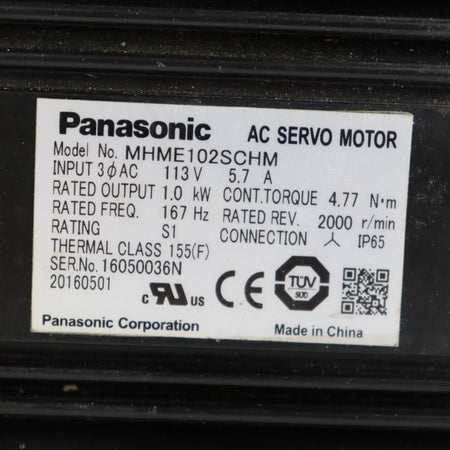 Panasonic AC SERVO MOTOR
Model No. MHME102SCHM
INPUT 3ϕAC 113 V 5.7 A
RATED OUTPUT 1.0 kW CONT.TORQUE 4.77 N·m
RATED FREQ. 167 Hz RATED REV. 2000 r/min
RATING S1 CONNECTION ⅄ IP65
THERMAL CLASS 155(F)
SER.No. 16050036N
20160501
c RU US CE TÜV SÜD
Panasonic Corporation Made in China